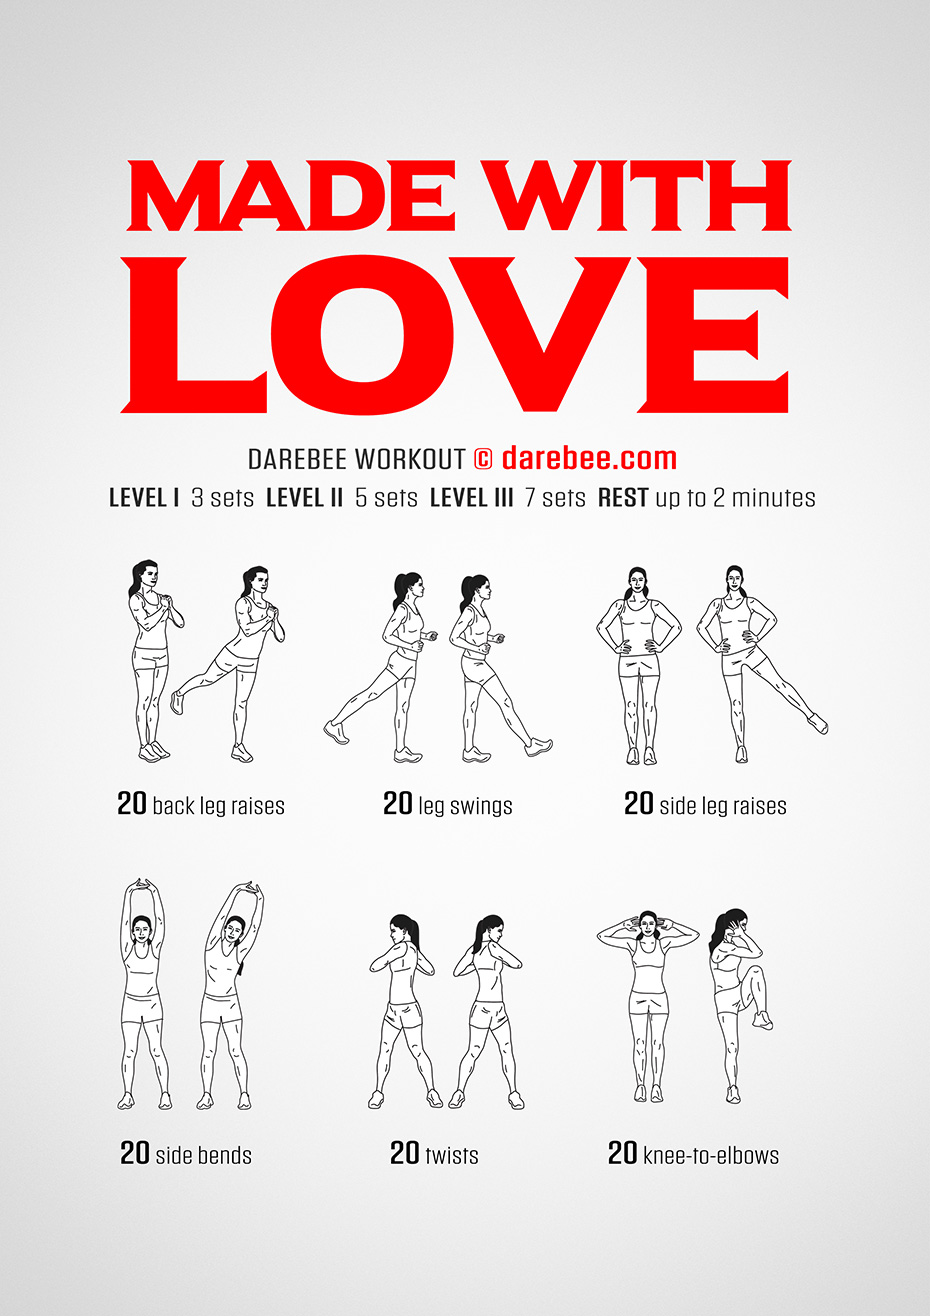 MADE WITH
LOVE
DAREBEE WORKOUT © darebee.com
LEVEL I 3 sets LEVEL II 5 sets LEVEL III 7 sets REST up to 2 minutes
20 back leg raises
20 leg swings
20 side leg raises
20 side bends
20 twists
20 knee-to-elbows